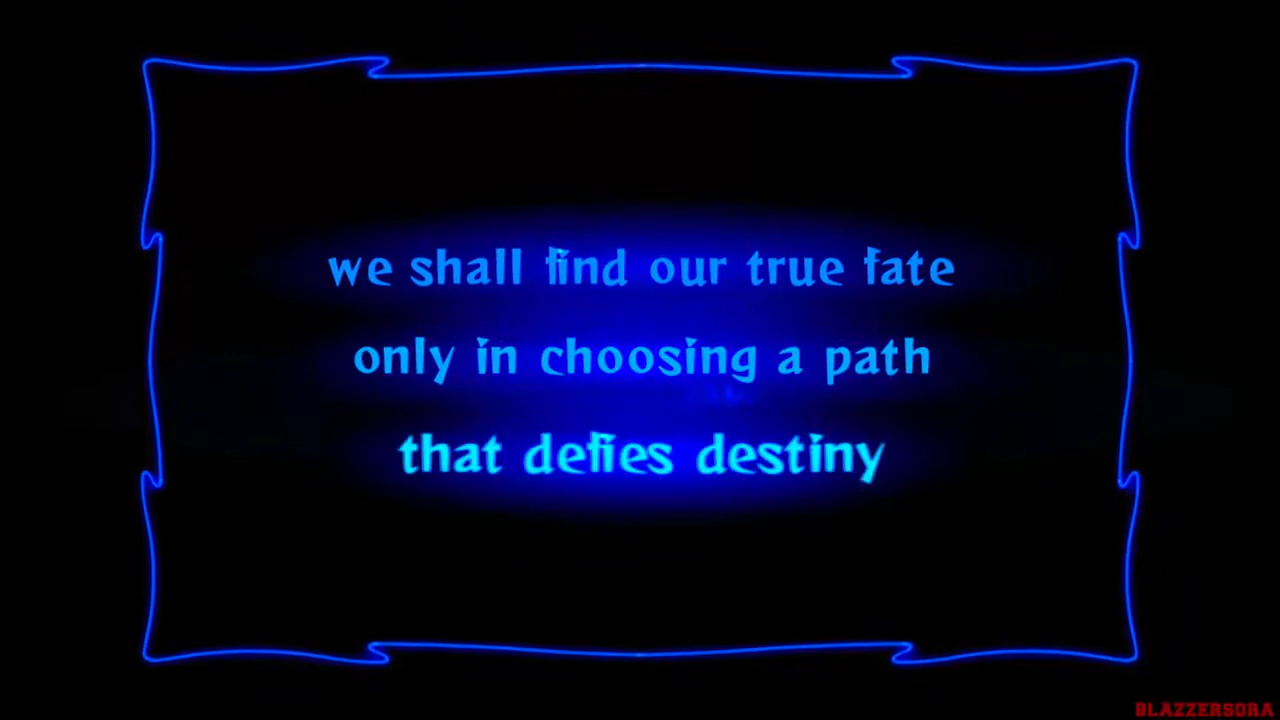 we shall find our true fate
only in choosing a path
that defies destiny
BLAZZERSORA